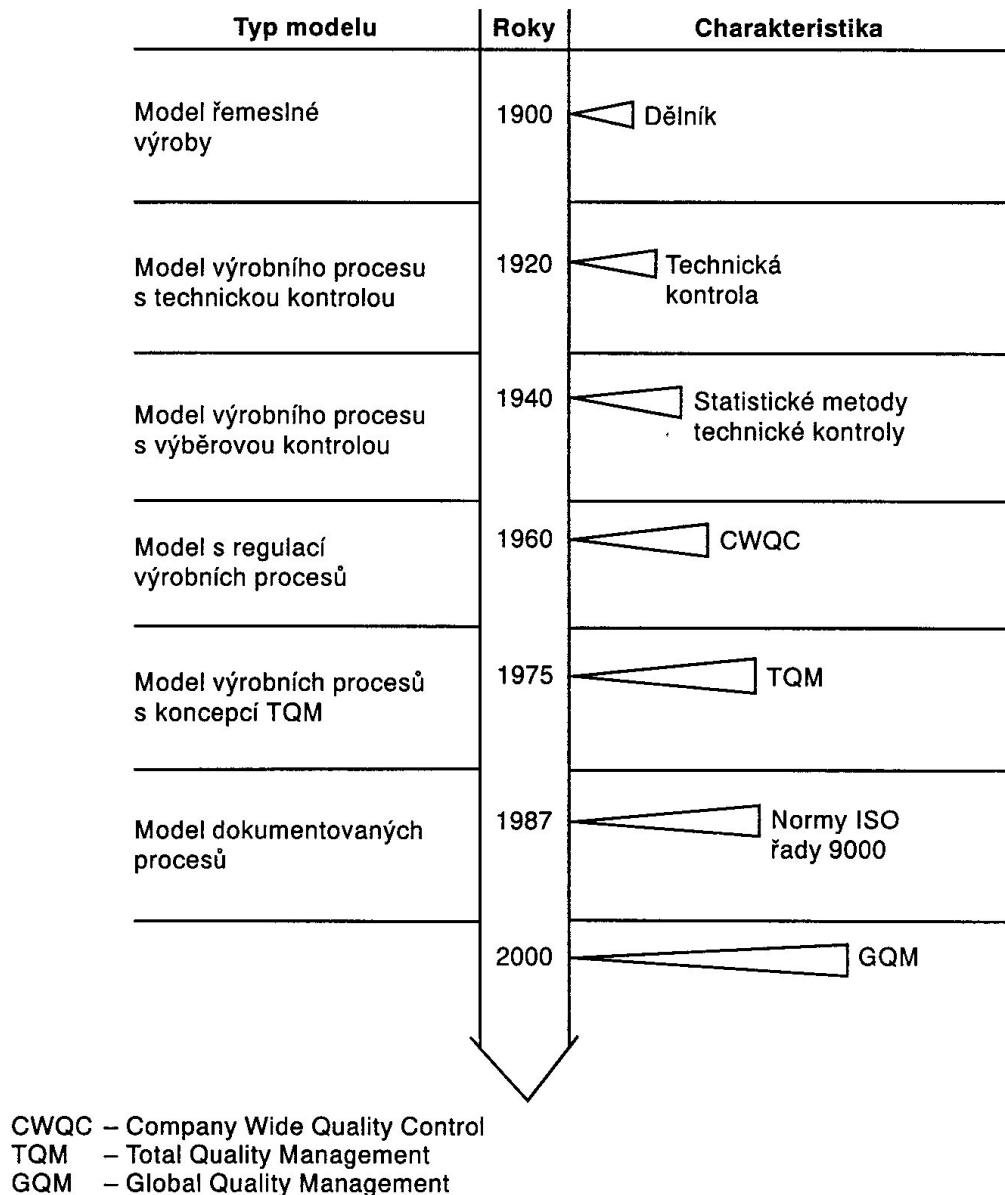 Typ modelu Roky Charakteristika
Model řemeslné
výroby
1900
Dělník
Model výrobního procesu
s technickou kontrolou
1920
Technická
kontrola
Model výrobního procesu
s výběrovou kontrolou
1940
Statistické metody
technické kontroly
Model s regulací
výrobních procesů
1960
CWQC
Model výrobních procesů
s koncepcí TQM
1975
TQM
Model dokumentovaných
procesů
1987
Normy ISO
řady 9000
2000
GQM
CWQC – Company Wide Quality Control
TQM – Total Quality Management
GQM – Global Quality Management